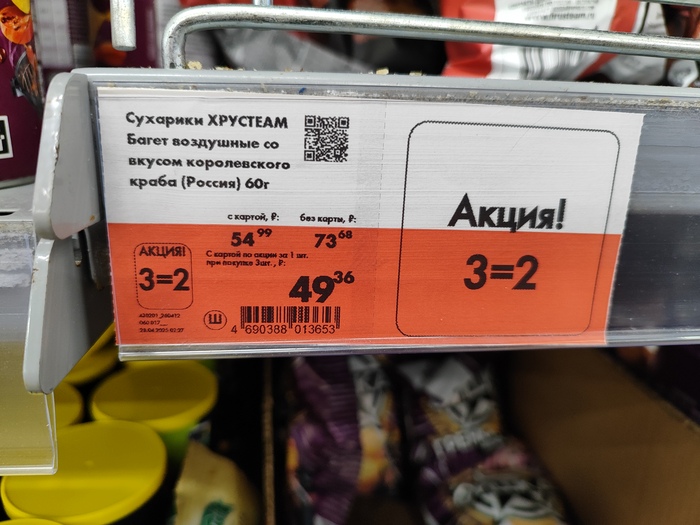 Сухарики ХРУСТЕАМ
Багет воздушные со
вкусом королевского
краба (Россия) 60г
с картой, ₽: без карты, ₽:
54 99 73 68
С картой по акции за 1 шт.
при покупке 3шт., ₽:
49 36
АКЦИЯ!
3=2
Ш
4 690388 013653
Акция!
3=2